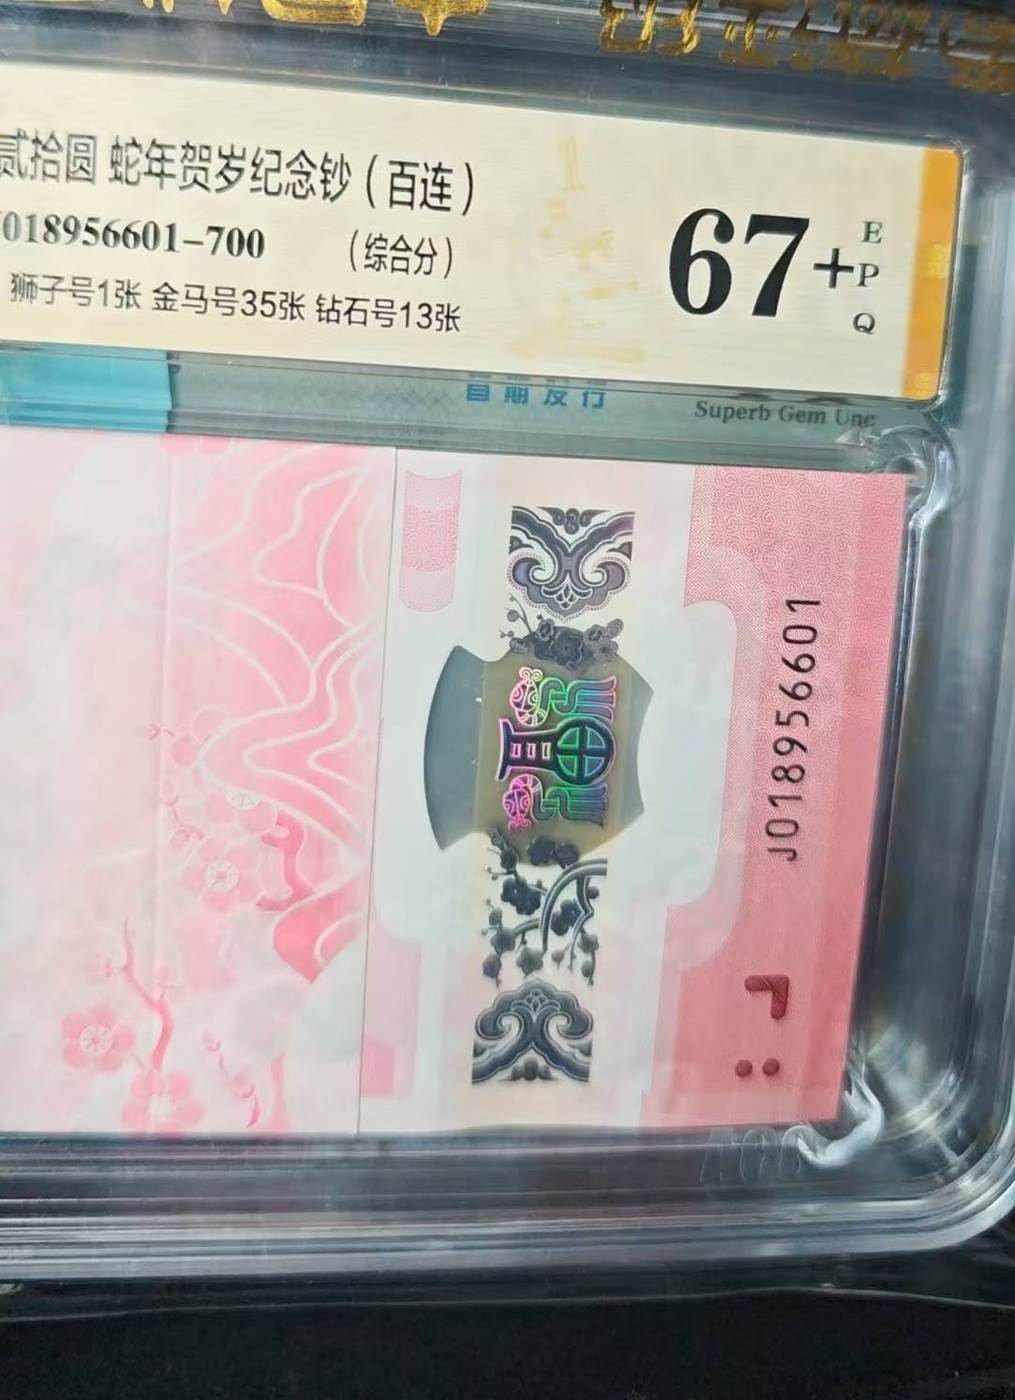 贰拾圆 蛇年贺岁纪念钞（百连）
J018956601-700
（综合分）
狮子号1张 金马号35张 钻石号13张
67+
E
P
Q
首期发行
Superb Gem Unc
J018956601